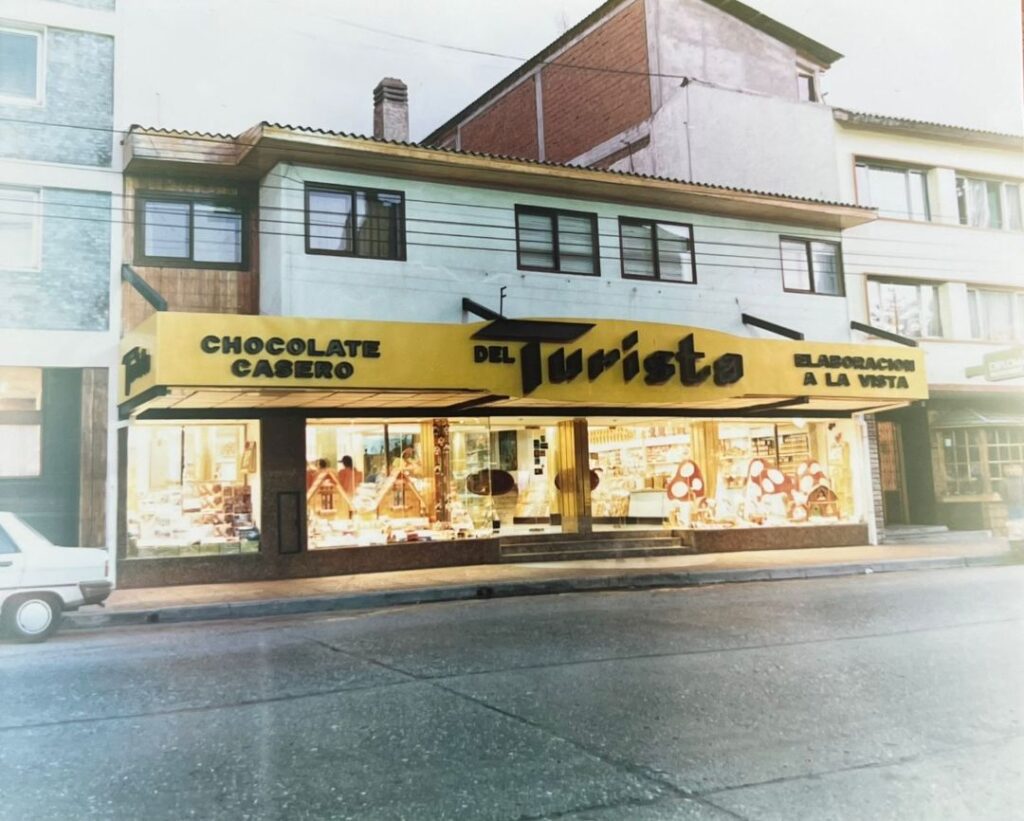 CHOCOLATE
CASERO
DEL Turista
ELABORACION
A LA VISTA